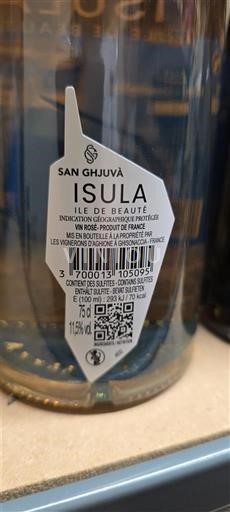 SAN GHJUVÀ
ISULA
ILE DE BEAUTÉ
INDICATION GÉOGRAPHIQUE PROTÉGÉE
VIN ROSÉ-PRODUIT DE FRANCE
MIS EN BOUTEILLE À LA PROPRIÉTÉ PAR
LES VIGNERONS D'AGHIONE À GHISONACCIA - FRANCE
3 700013 105095
CONTIENT DES SULFITES - CONTAINS SULFITES
ENTHÄLT SULFITE - BEVAT SULFIETEN
E (100 ml) : 293 kJ / 70 kcal
75 cl
11,5% vol.
INGREDIENTS / NUTRITION